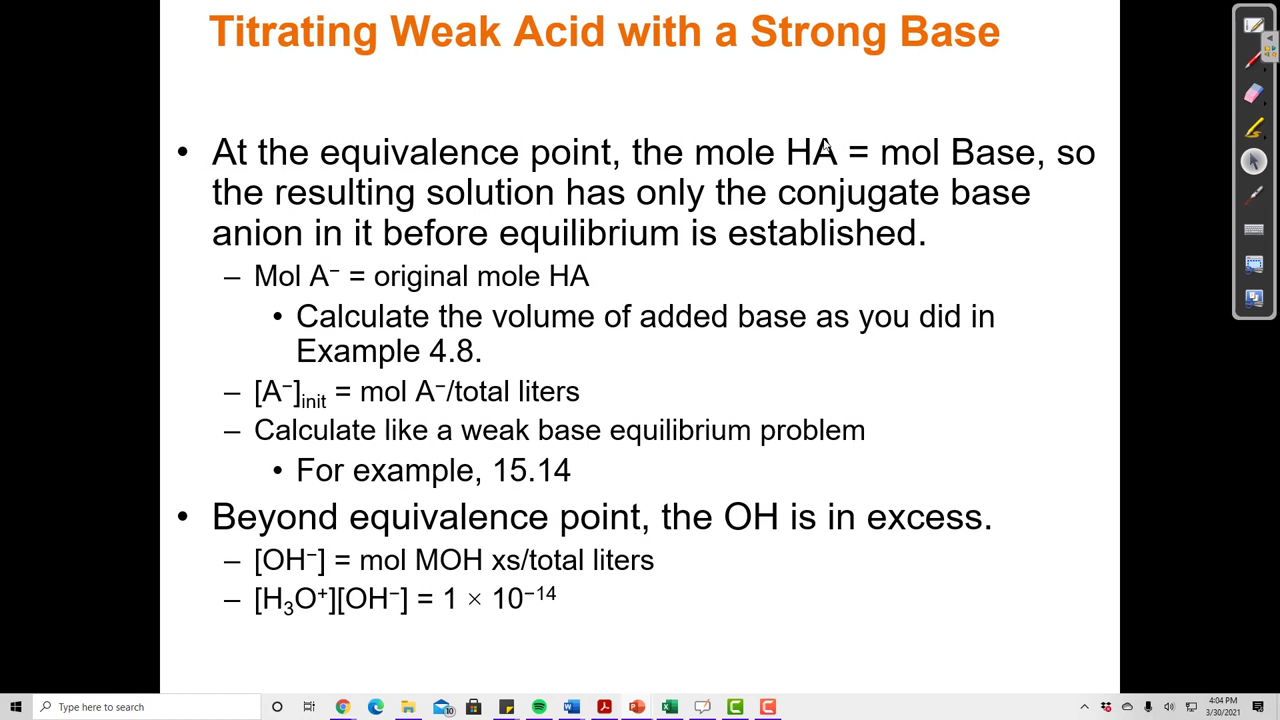 Titrating Weak Acid with a Strong Base
• At the equivalence point, the mole HA = mol Base, so
the resulting solution has only the conjugate base
anion in it before equilibrium is established.
– Mol A⁻ = original mole HA
• Calculate the volume of added base as you did in
Example 4.8.
– [A⁻]init = mol A⁻/total liters
– Calculate like a weak base equilibrium problem
• For example, 15.14
• Beyond equivalence point, the OH is in excess.
– [OH⁻] = mol MOH xs/total liters
– [H₃O⁺][OH⁻] = 1 × 10⁻¹⁴
Type here to search
10
4:04 PM
3/30/2021